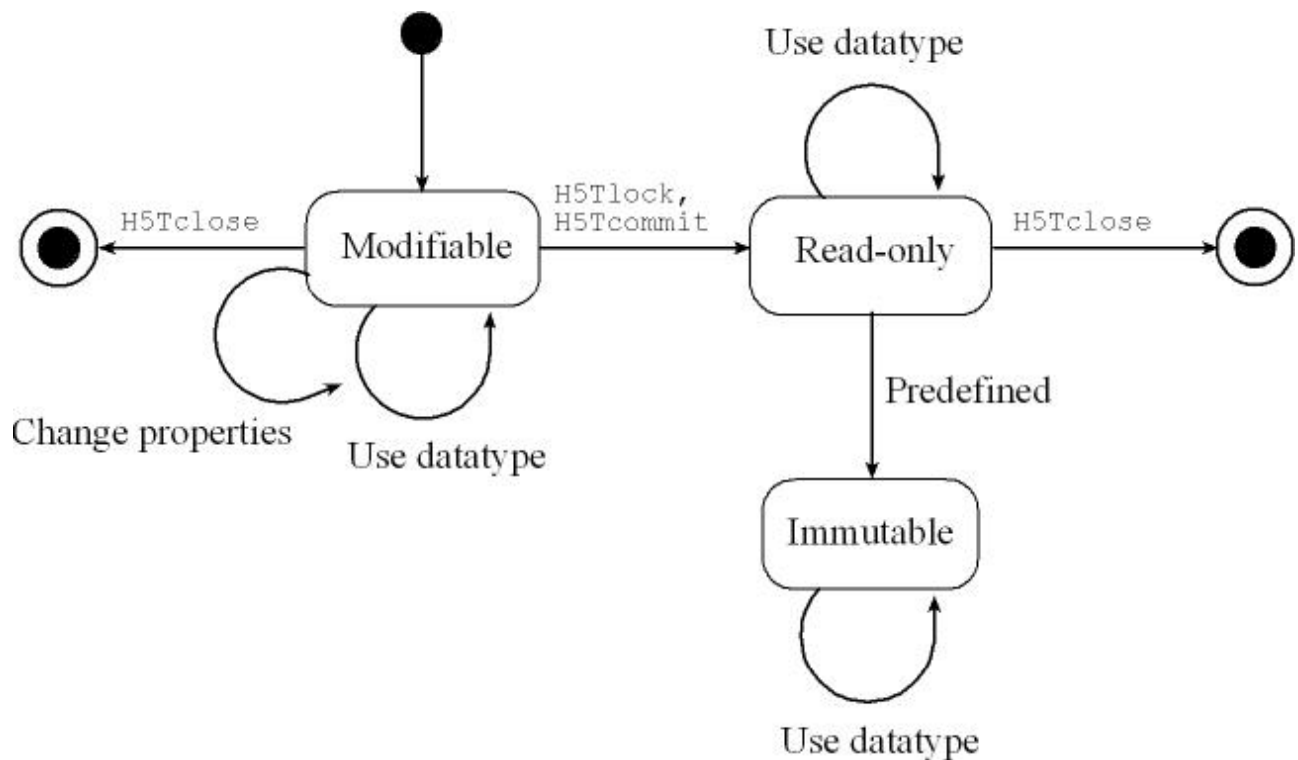 Use datatype
H5Tlock,
H5Tcommit
H5Tclose
Modifiable
Read-only
H5Tclose
Change properties
Use datatype
Predefined
Immutable
Use datatype